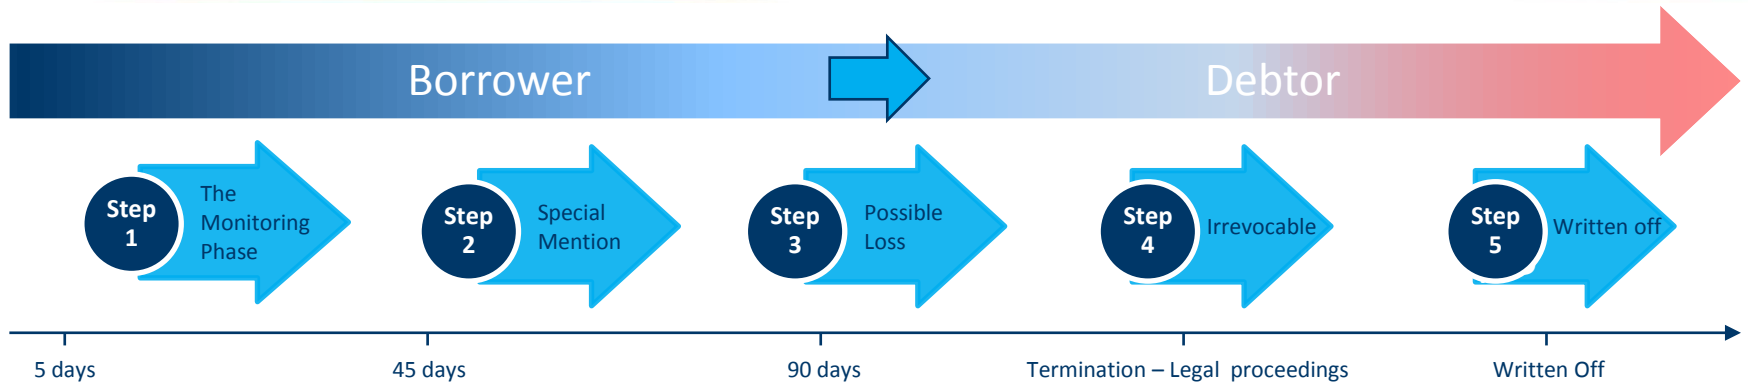 Borrower
Debtor
Step
1
The
Monitoring
Phase
Step
2
Special
Mention
Step
3
Possible
Loss
Step
4
Irrevocable
Step
5
Written off
5 days
45 days
90 days
Termination – Legal proceedings
Written Off